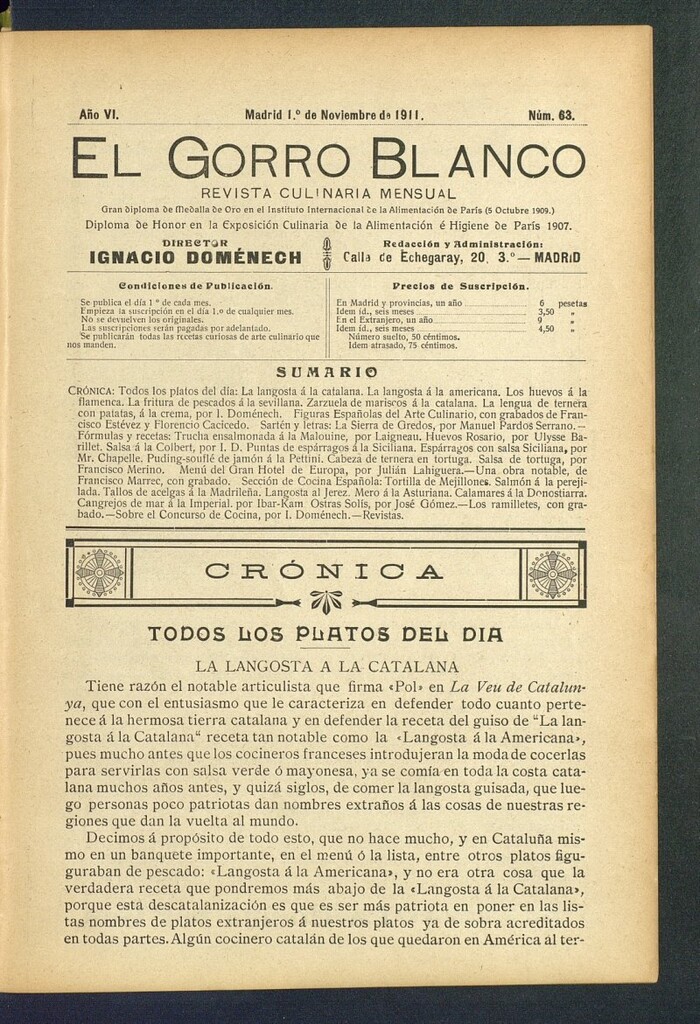 Año VI.
Madrid 1.º de Noviembre de 1911.
Núm. 63.
EL GORRO BLANCO
REVISTA CULINARIA MENSUAL
Gran diploma de Medalla de Oro en el Instituto Internacional de la Alimentación de París (5 Octubre 1909.)
Diploma de Honor en la Exposición Culinaria de la Alimentación é Higiene de París 1907.
DIRECTOR
IGNACIO DOMÉNECH
Redacción y Administración:
Calla de Echegaray, 20, 3.º — MADRID
Condiciones de Publicación.
Se publica el día 1 º de cada mes.
Empieza la suscripción en el día 1.º de cualquier mes.
No se devuelven los originales.
Las suscripciones serán pagadas por adelantado.
Se publicarán todas las recetas curiosas de arte culinario que
nos manden.
Precios de Suscripción.
En Madrid y provincias, un año 6 pesetas
Idem íd., seis meses 3,50 „
En el Extranjero, un año 9 „
Idem íd., seis meses 4,50 „
Número suelto, 50 céntimos.
Idem atrasado, 75 céntimos.
SUMARIO
CRÓNICA: Todos los platos del día: La langosta á la catalana. La langosta á la americana. Los huevos á la
flamenca. La fritura de pescados á la sevillana. Zarzuela de mariscos á la catalana. La lengua de ternera
con patatas, á la crema, por I. Doménech. Figuras Españolas del Arte Culinario, con grabados de Fran-
cisco Estévez y Florencio Cacicedo. Sartén y letras: La Sierra de Gredos, por Manuel Pardos Serrano.—
Fórmulas y recetas: Trucha ensalmonada á la Malouine, por Laigneau. Huevos Rosario, por Ulysse Ba-
rillet. Salsa á la Colbert, por I. D. Puntas de espárragos á la Siciliana. Espárragos con salsa Siciliana, por
Mr. Chapelle. Puding-souflé de jamón á la Pettini. Cabeza de ternera en tortuga. Salsa de tortuga, por
Francisco Merino. Menú del Gran Hotel de Europa, por Julián Lahiguera.—Una obra notable, de
Francisco Marrec, con grabado. Sección de Cocina Española: Tortilla de Mejillones. Salmón á la pereji-
lada. Tallos de acelgas á la Madrileña. Langosta al Jerez. Mero á la Asturiana. Calamares á la Donostiarra.
Cangrejos de mar á la Imperial. por Ibar-Kam Ostras Solís, por José Gómez.—Los ramilletes, con gra-
bado.—Sobre el Concurso de Cocina, por I. Doménech.—Revistas.
CRÓNICA
TODOS LOS PLATOS DEL DIA
LA LANGOSTA A LA CATALANA
Tiene razón el notable articulista que firma «Pol» en La Veu de Catalun-
ya, que con el entusiasmo que le caracteriza en defender todo cuanto perte-
nece á la hermosa tierra catalana y en defender la receta del guiso de "La lan-
gosta á la Catalana“ receta tan notable como la «Langosta á la Americana»,
pues mucho antes que los cocineros franceses introdujeran la moda de cocerlas
para servirlas con salsa verde ó mayonesa, ya se comía en toda la costa cata-
lana muchos años antes, y quizá siglos, de comer la langosta guisada, que lue-
go personas poco patriotas dan nombres extraños á las cosas de nuestras re-
giones que dan la vuelta al mundo.
Decimos á propósito de todo esto, que no hace mucho, y en Cataluña mis-
mo en un banquete importante, en el menú ó la lista, entre otros platos figu-
guraban de pescado: «Langosta á la Americana», y no era otra cosa que la
verdadera receta que pondremos más abajo de la «Langosta á la Catalana»,
porque esta descatalanización es que es ser más patriota en poner en las lis-
tas nombres de platos extranjeros á nuestros platos ya de sobra acreditados
en todas partes. Algún cocinero catalán de los que quedaron en América al ter-